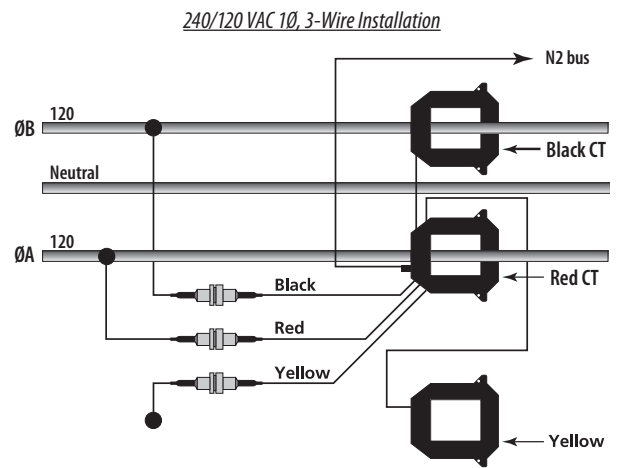 240/120 VAC 1Ø, 3-Wire Installation
N2 bus
120
ØB
Black CT
Neutral
120
ØA
Red CT
Black
Red
Yellow
Yellow